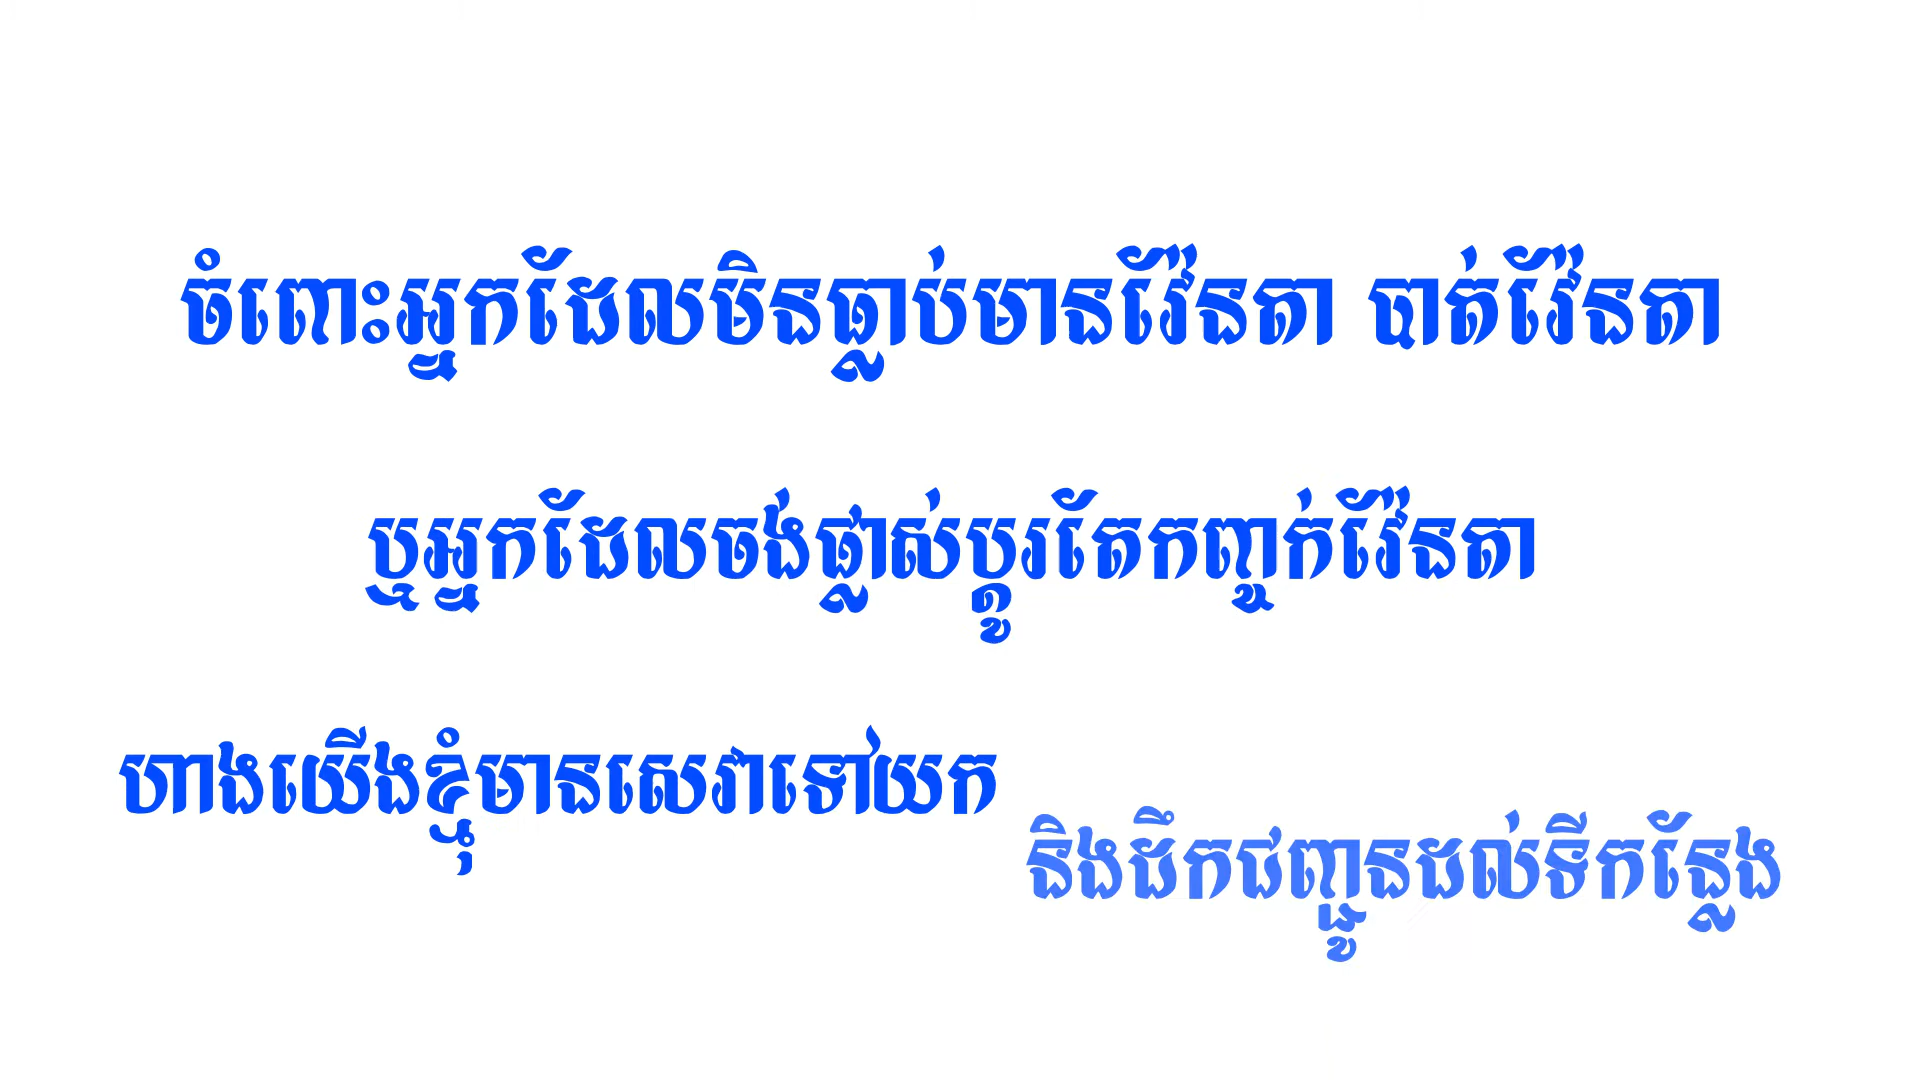 ចំពោះអ្នកដែលមិនធ្លាប់មានវ៉ែនតា បាត់វ៉ែនតា
ឬអ្នកដែលចង់ផ្លាស់ប្ដូរតែកញ្ចក់វ៉ែនតា
ហាងយើងខ្ញុំមានសេវាទៅយក
និងដឹកជញ្ជូនដល់ទីកន្លែង